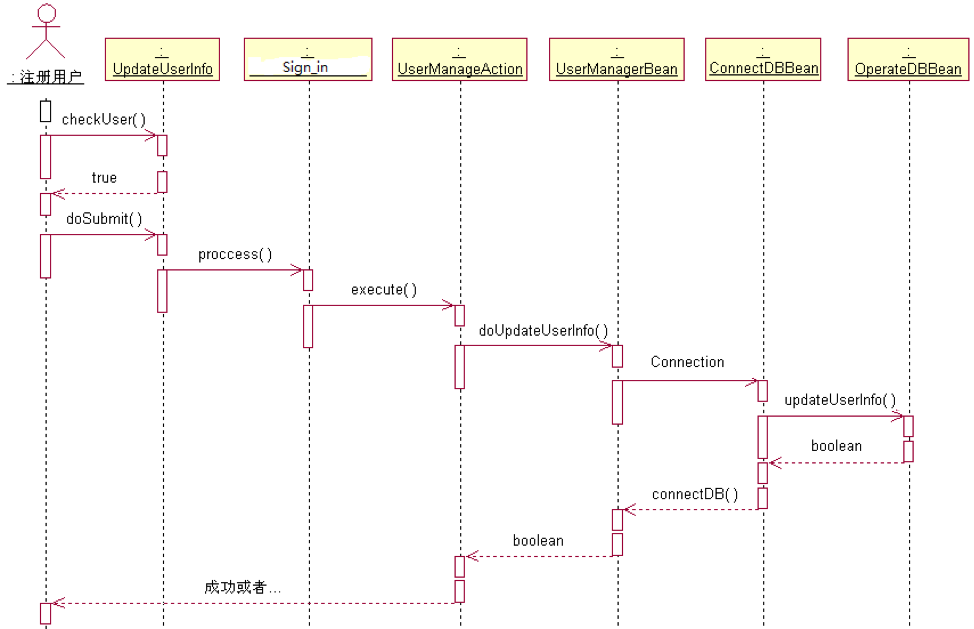 : 注册用户
:
UpdateUserInfo
:
Sign_in
:
UserManageAction
:
UserManagerBean
:
ConnectDBBean
:
OperateDBBean
checkUser( )
true
doSubmit( )
proccess( )
execute( )
doUpdateUserInfo( )
Connection
updateUserInfo( )
boolean
connectDB( )
boolean
成功或者...